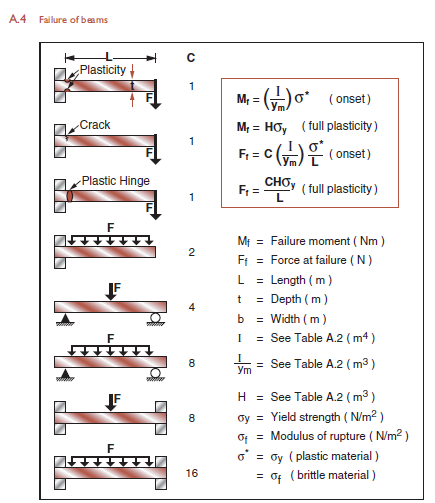 A.4 Failure of beams
L
C
Plasticity
t
F
1
Crack
F
1
Plastic Hinge
F
1
F
2
F
4
F
8
F
8
F
16
Mf = (I/ym) σ* (onset)
Mf = Hσy (full plasticity)
Ff = C (I/ym) σ*/L (onset)
Ff = CHσy/L (full plasticity)
Mf = Failure moment (Nm)
Ff = Force at failure (N)
L = Length (m)
t = Depth (m)
b = Width (m)
I = See Table A.2 (m⁴)
I/ym = See Table A.2 (m³)
H = See Table A.2 (m³)
σy = Yield strength (N/m²)
σf = Modulus of rupture (N/m²)
σ* = σy (plastic material)
= σf (brittle material)